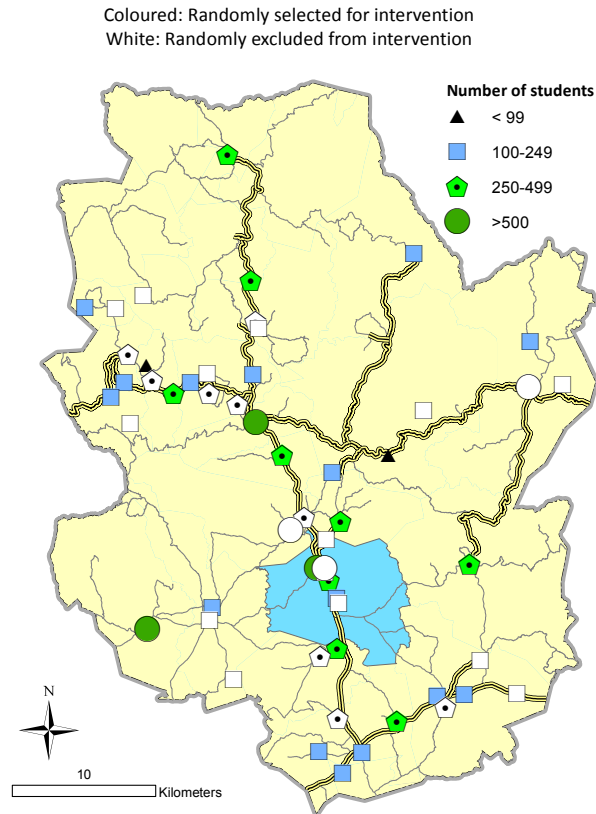 Coloured: Randomly selected for intervention
White: Randomly excluded from intervention
Number of students
< 99
100-249
250-499
>500
N
10
Kilometers